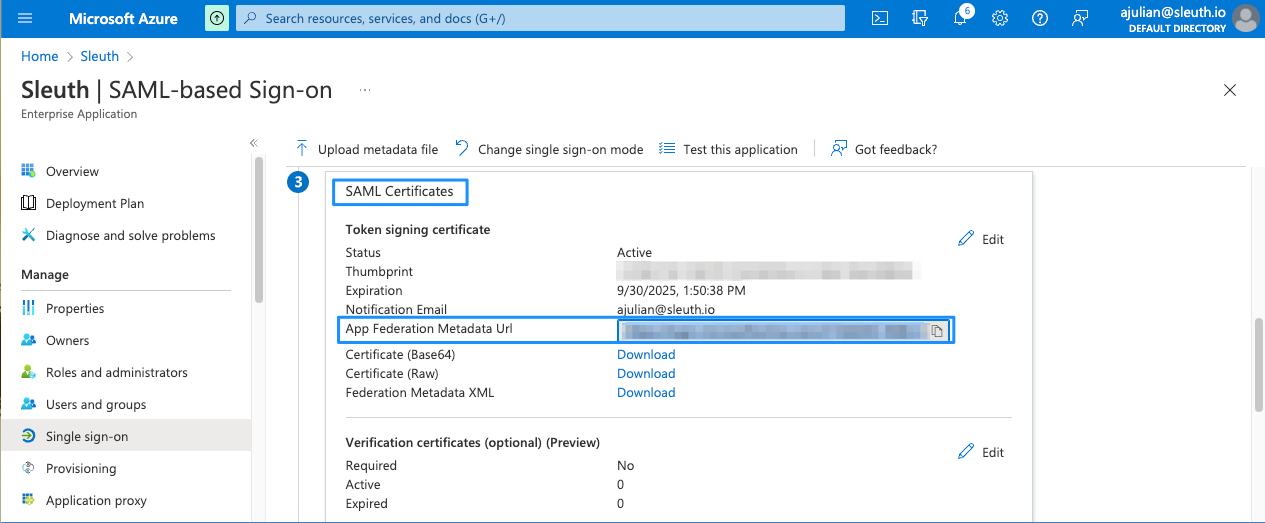 Microsoft Azure
Search resources, services, and docs (G+/)
6
ajulian@sleuth.io
DEFAULT DIRECTORY
Home > Sleuth >
Sleuth | SAML-based Sign-on ...
Enterprise Application
«
Upload metadata file
Change single sign-on mode
Test this application
Got feedback?
Overview
Deployment Plan
Diagnose and solve problems
Manage
Properties
Owners
Roles and administrators
Users and groups
Single sign-on
Provisioning
Application proxy
3
SAML Certificates
Token signing certificate
Edit
Status Active
Thumbprint
Expiration 9/30/2025, 1:50:38 PM
Notification Email ajulian@sleuth.io
App Federation Metadata Url
Certificate (Base64) Download
Certificate (Raw) Download
Federation Metadata XML Download
Verification certificates (optional) (Preview)
Edit
Required No
Active 0
Expired 0